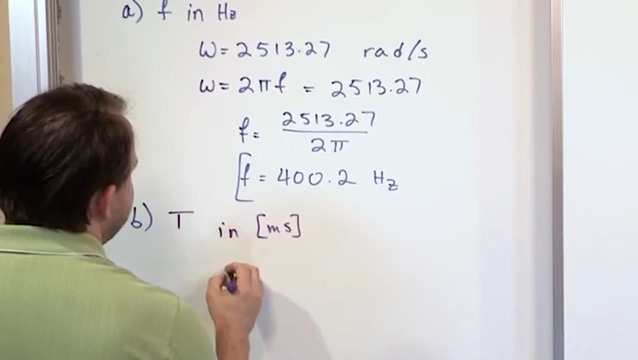 a) f in Hz
ω = 2513.27 rad/s
ω = 2πf = 2513.27
f = 2513.27 / 2π
f = 400.2 Hz
b) T in [ms]